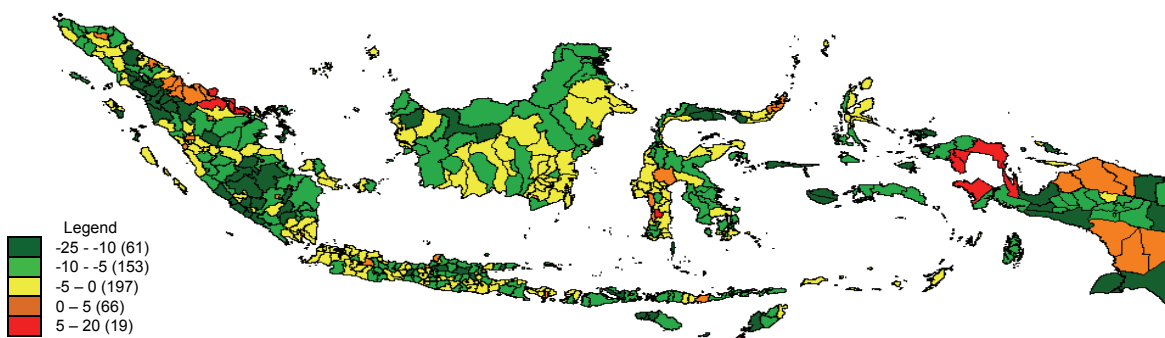 Legend
-25 - -10 (61)
-10 - -5 (153)
-5 – 0 (197)
0 – 5 (66)
5 – 20 (19)